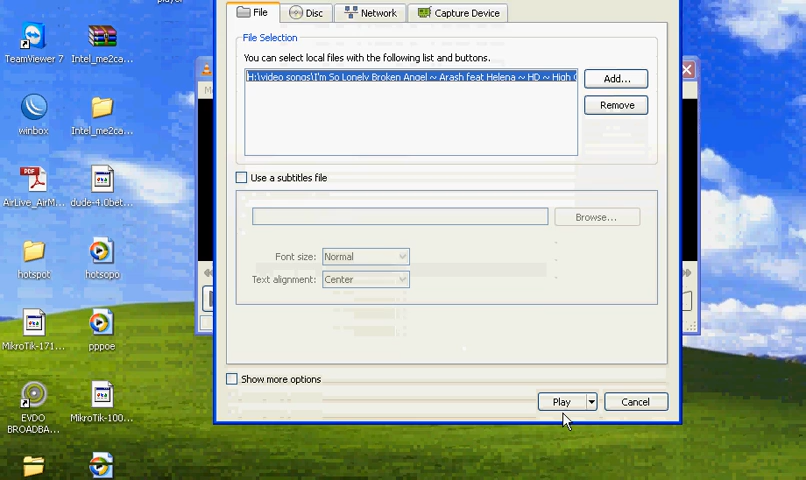 player
File
Disc
Network
Capture Device
File Selection
You can select local files with the following list and buttons.
H:\video songs\I'm So Lonely Broken Angel ~ Arash feat Helena ~ HD ~ High
Add...
Remove
Use a subtitles file
Browse...
Font size:
Normal
Text alignment:
Center
Show more options
Play
Cancel
TeamViewer 7
Intel_me2ca...
winbox
Intel_me2ca...
AirLive_AirM...
dude-4.0bet...
hotspot
hotsopo
MikroTik-171...
pppoe
EVDO
BROADBA...
MikroTik-100...